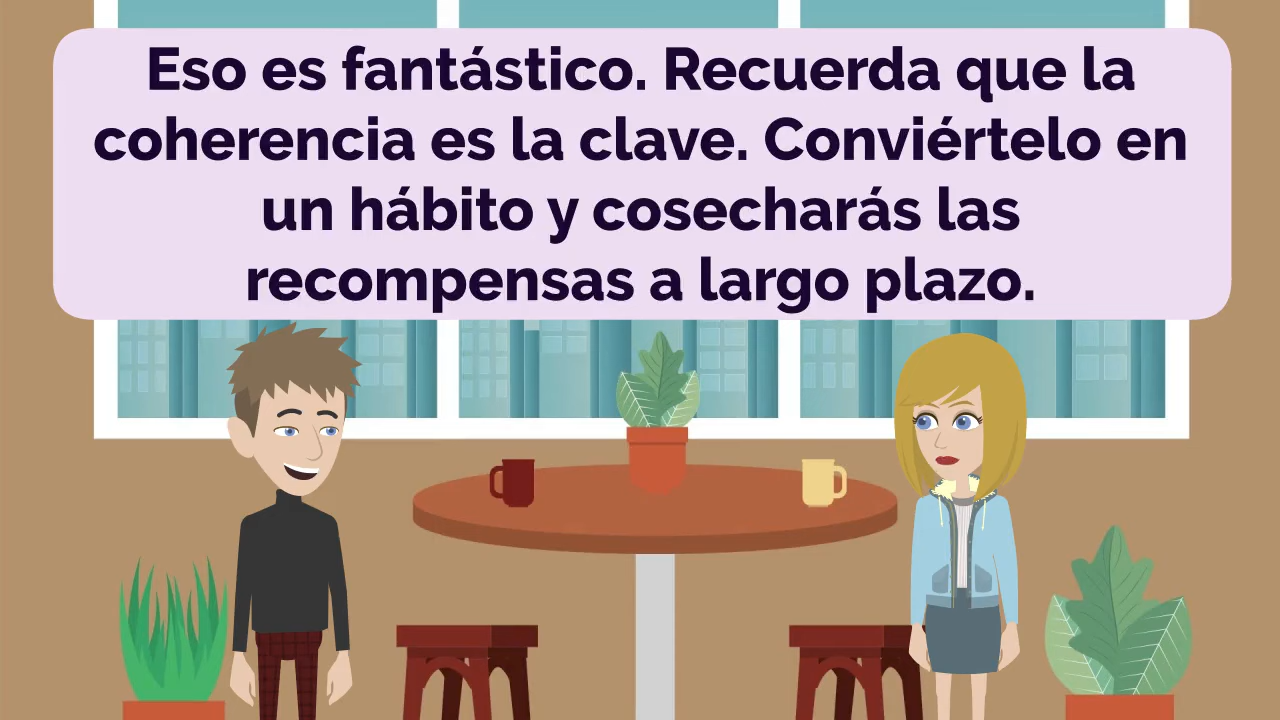 Eso es fantástico. Recuerda que la
coherencia es la clave. Conviértelo en
un hábito y cosecharás las
recompensas a largo plazo.